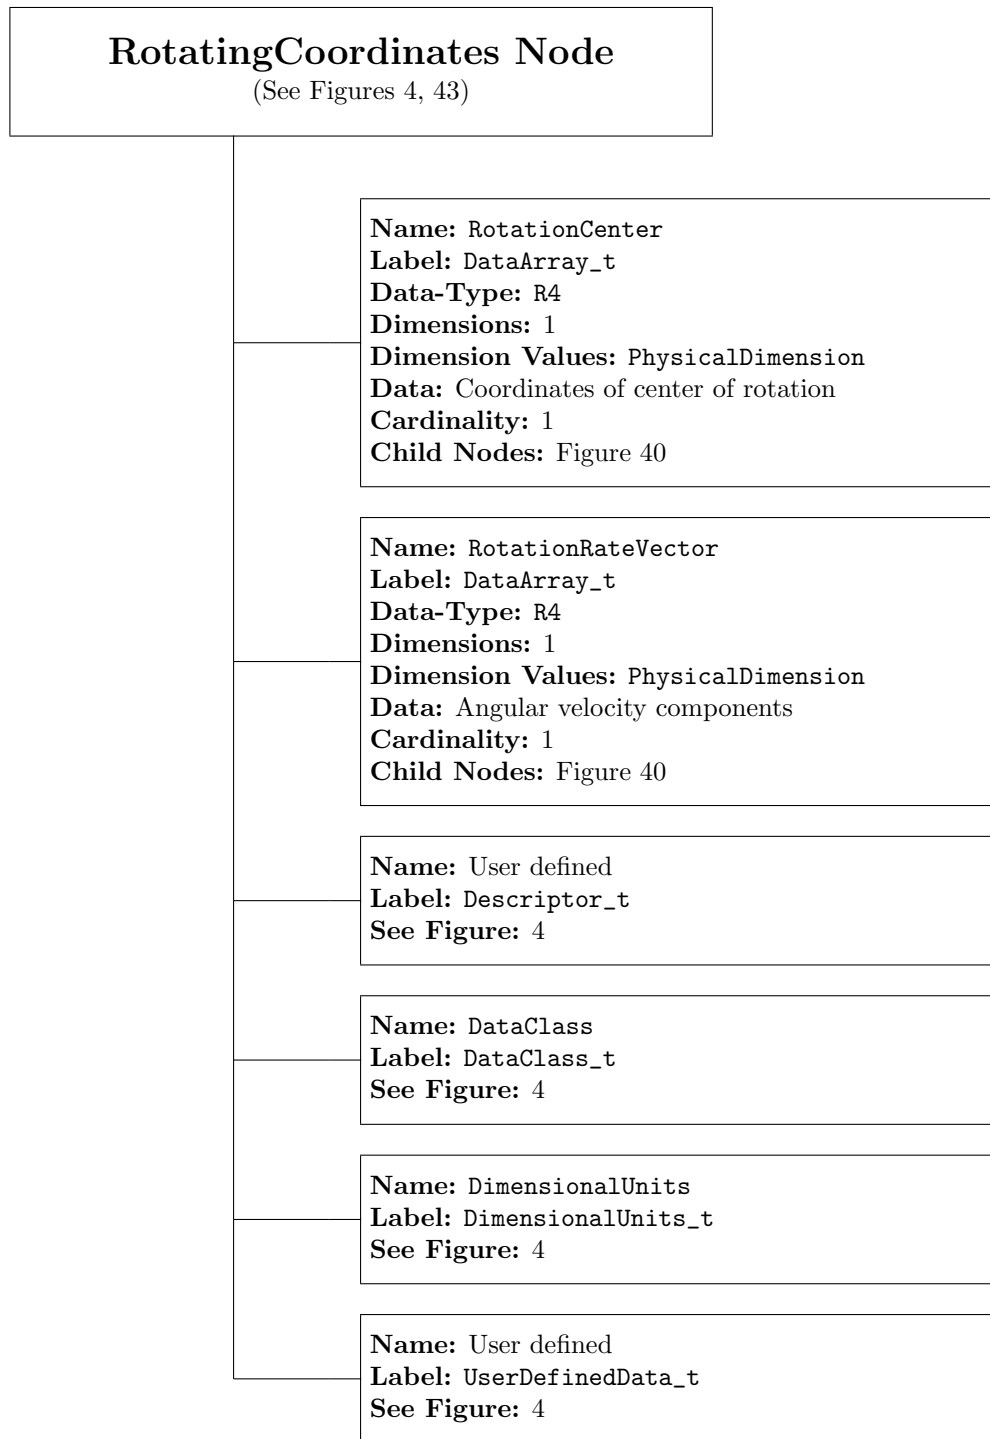 RotatingCoordinates Node
(See Figures 4, 43)
Name: RotationCenter
Label: DataArray_t
Data-Type: R4
Dimensions: 1
Dimension Values: PhysicalDimension
Data: Coordinates of center of rotation
Cardinality: 1
Child Nodes: Figure 40
Name: RotationRateVector
Label: DataArray_t
Data-Type: R4
Dimensions: 1
Dimension Values: PhysicalDimension
Data: Angular velocity components
Cardinality: 1
Child Nodes: Figure 40
Name: User defined
Label: Descriptor_t
See Figure: 4
Name: DataClass
Label: DataClass_t
See Figure: 4
Name: DimensionalUnits
Label: DimensionalUnits_t
See Figure: 4
Name: User defined
Label: UserDefinedData_t
See Figure: 4